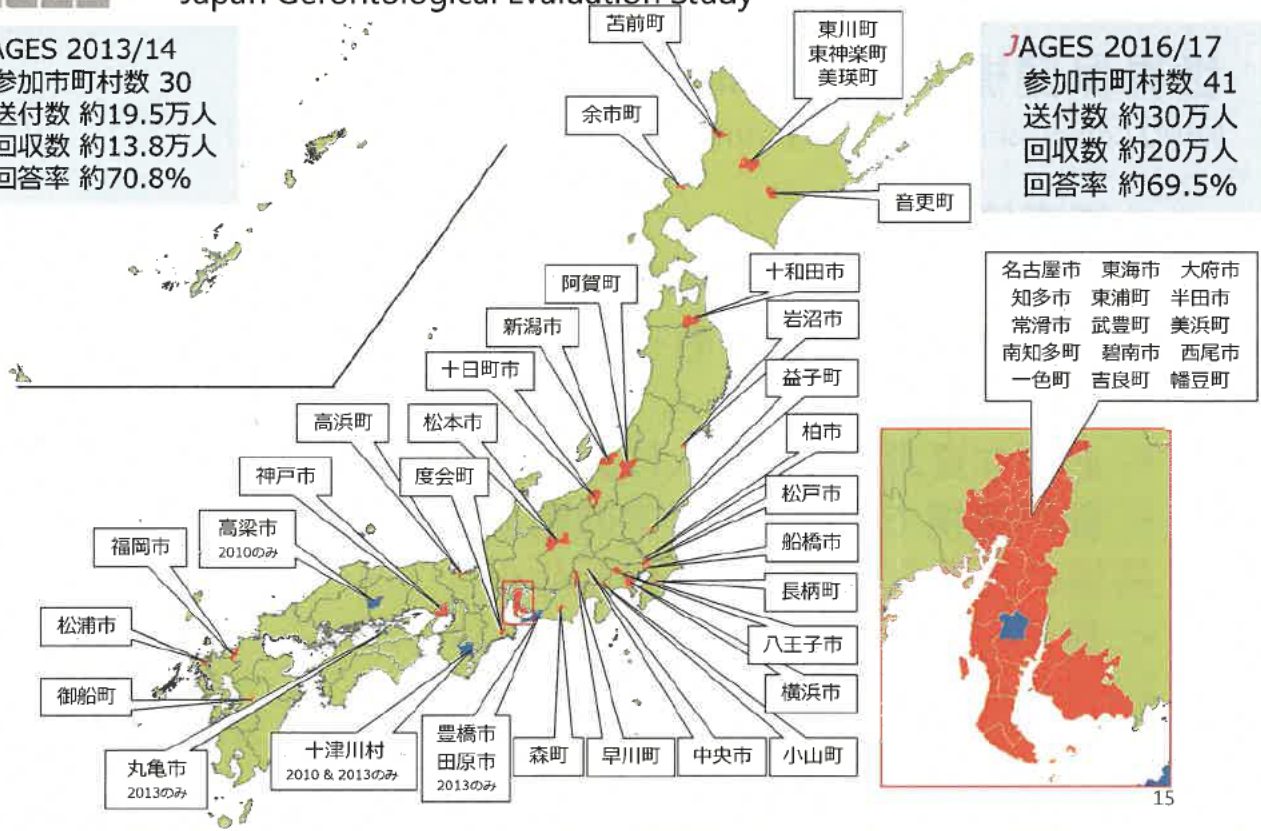 Japan Gerontological Evaluation Study
AGES 2013/14
参加市町村数 30
送付数 約19.5万人
回収数 約13.8万人
回答率 約70.8%
JAGES 2016/17
参加市町村数 41
送付数 約30万人
回収数 約20万人
回答率 約69.5%
苫前町
東川町
東神楽町
美瑛町
余市町
音更町
十和田市
阿賀町
岩沼市
新潟市
益子町
十日町市
柏市
高浜町
松本市
松戸市
神戸市
度会町
船橋市
高梁市
2010のみ
福岡市
長柄町
松浦市
八王子市
御船町
横浜市
丸亀市
2013のみ
十津川村
2010 & 2013のみ
豊橋市
田原市
2013のみ
森町
早川町
中央市
小山町
名古屋市 東海市 大府市
知多市 東浦町 半田市
常滑市 武豊町 美浜町
南知多町 碧南市 西尾市
一色町 吉良町 幡豆町
15